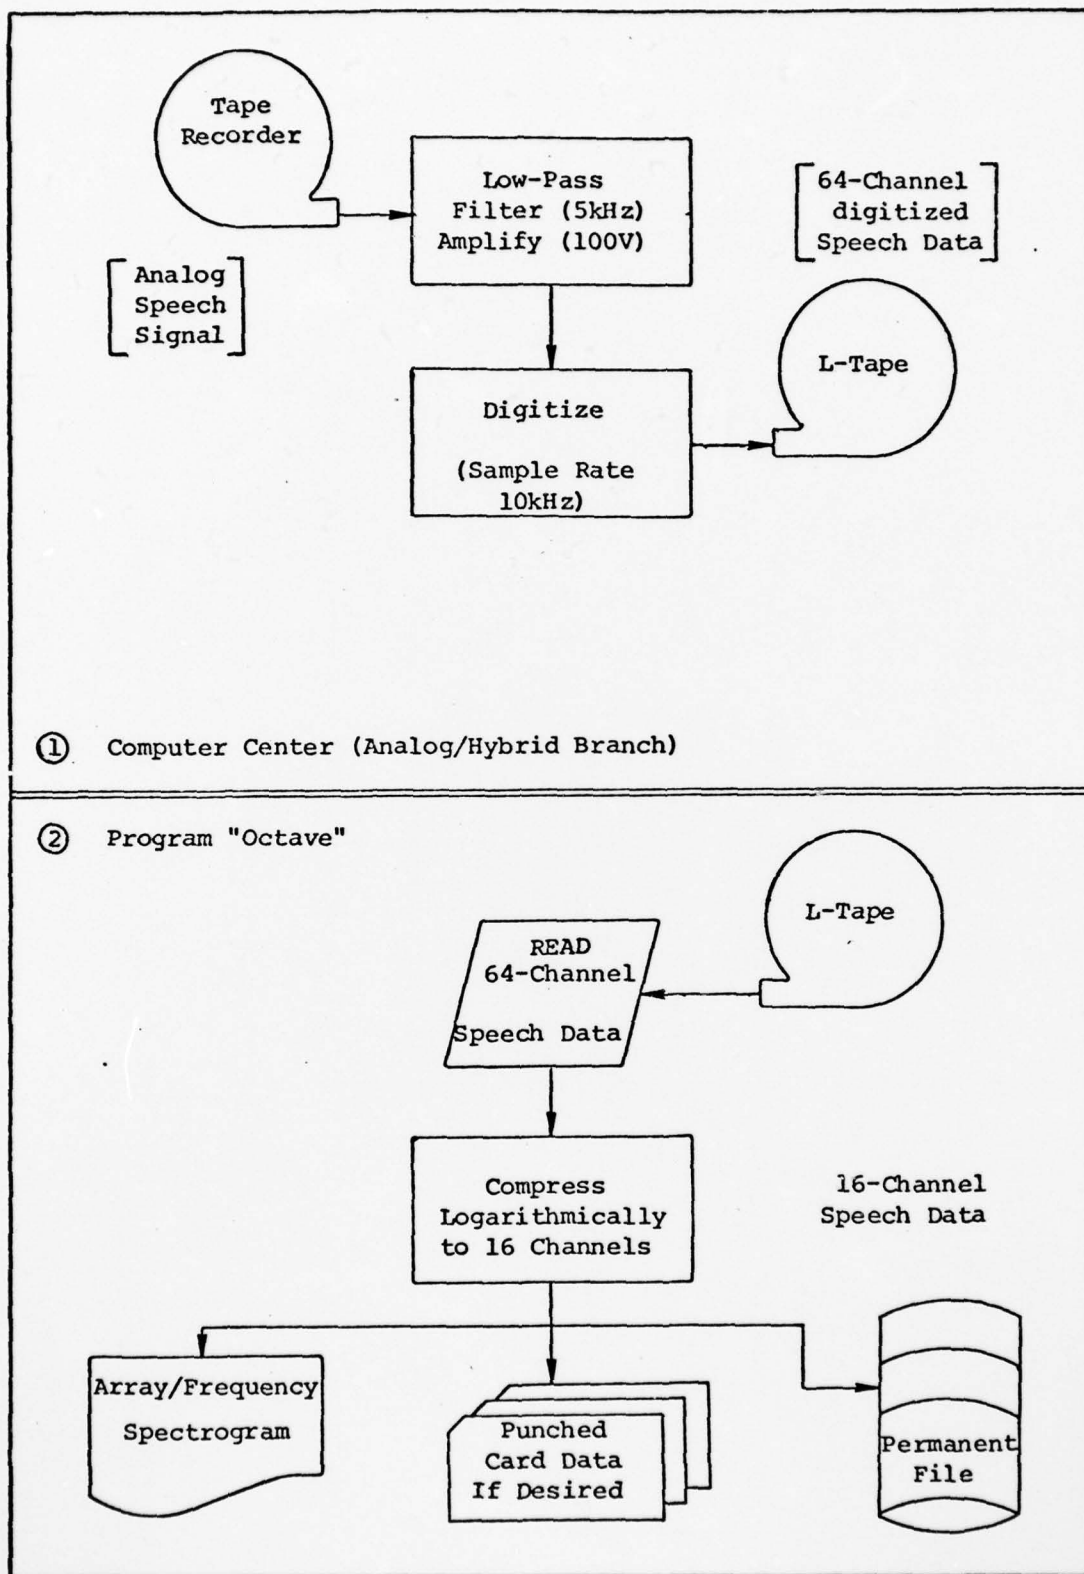 Tape
Recorder
Low-Pass
Filter (5kHz)
Amplify (100V)
64-Channel
digitized
Speech Data
Analog
Speech
Signal
L-Tape
Digitize
(Sample Rate
10kHz)
① Computer Center (Analog/Hybrid Branch)
② Program "Octave"
L-Tape
READ
64-Channel
Speech Data
Compress
Logarithmically
to 16 Channels
16-Channel
Speech Data
Array/Frequency
Spectrogram
Punched
Card Data
If Desired
Permanent
File